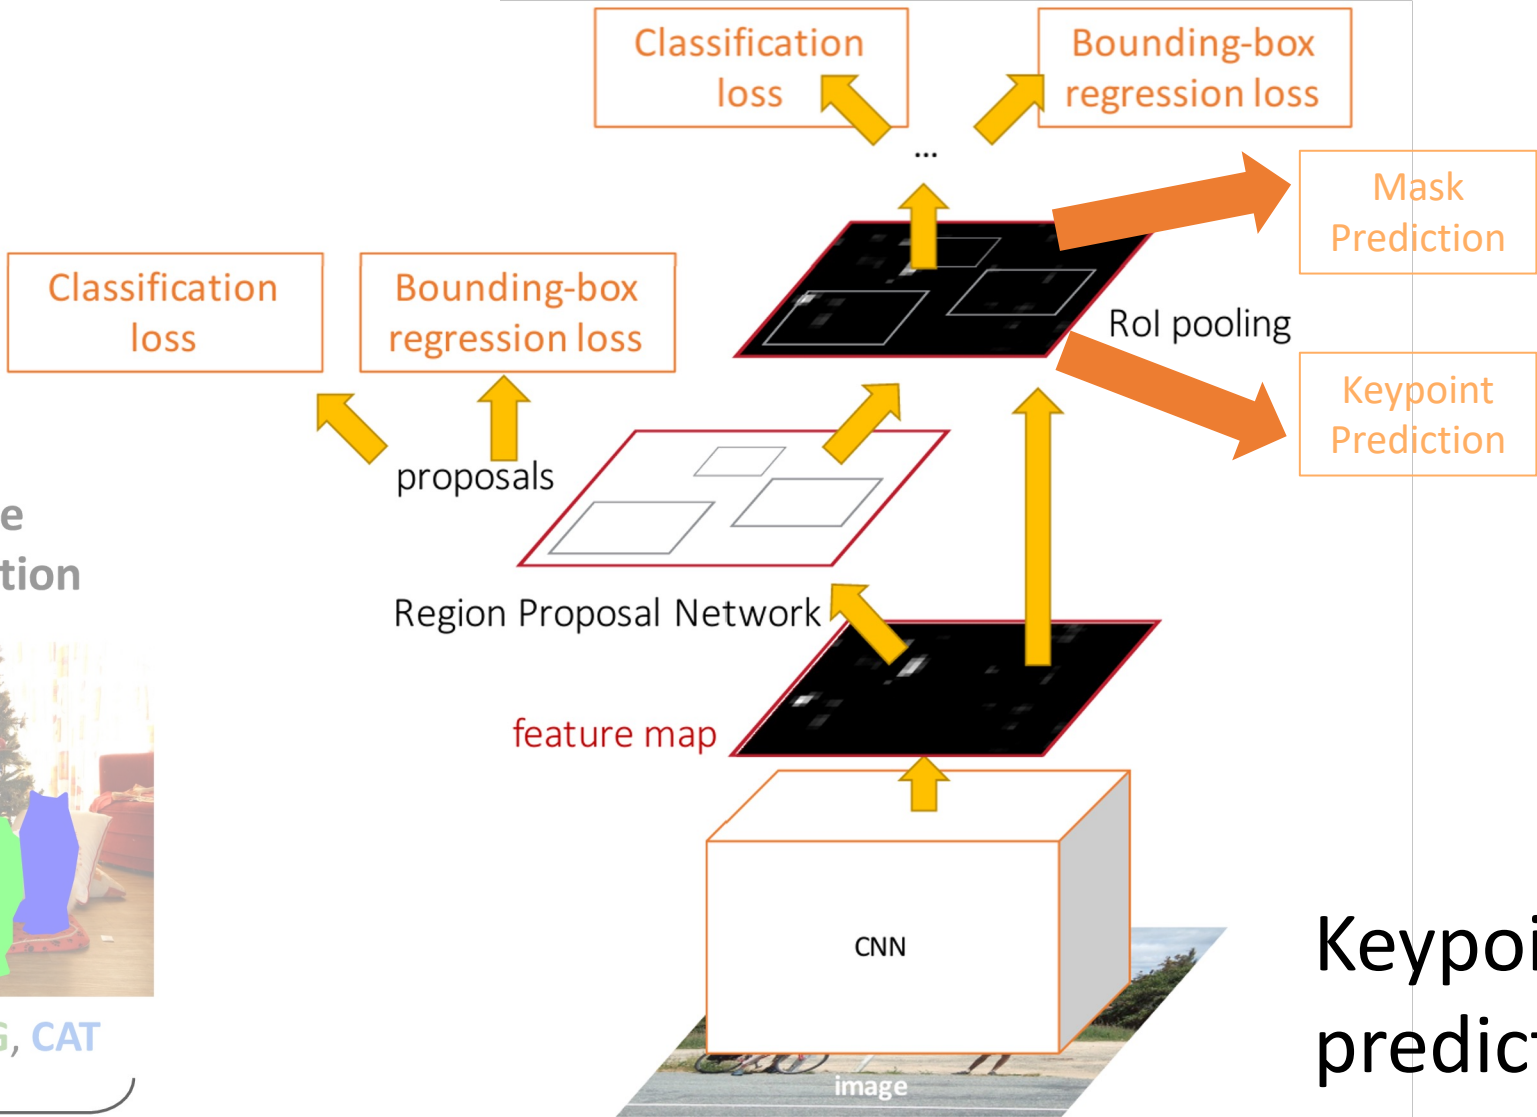 Classification
loss
Bounding-box
regression loss
...
Mask
Prediction
Classification
loss
Bounding-box
regression loss
RoI pooling
Keypoint
Prediction
proposals
e
tion
Region Proposal Network
feature map
CNN
Keypoi
predict
G, CAT
image